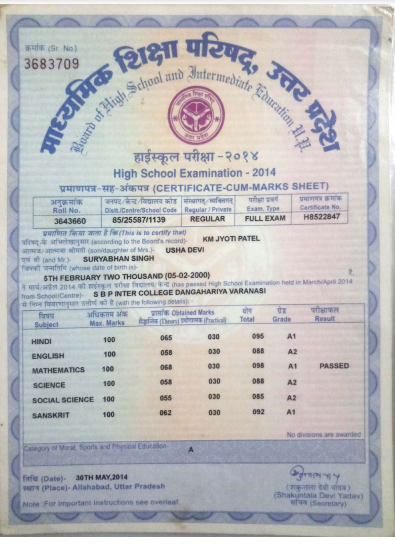 क्रमांक (Sr. No.)
3683709
माध्यमिक शिक्षा परिषद, उत्तर प्रदेश
Board of High School and Intermediate Education U.P.
हाईस्कूल परीक्षा - २०१४
High School Examination - 2014
प्रमाणपत्र-सह-अंकपत्र (CERTIFICATE-CUM-MARKS SHEET)
अनुक्रमांक जनपद/केन्द्र/विद्यालय कोड संस्थागत/व्यक्तिगत परीक्षा प्रकार प्रमाणपत्र क्रमांक
Roll No. Distt./Centre/School Code Regular / Private Exam. Type Certificate No.
3643660 85/25587/1139 REGULAR FULL EXAM H8522847
प्रमाणित किया जाता है कि (This is to certify that)
परिषद के अभिलेखानुसार (according to the Board's record) KM JYOTI PATEL
आत्मज/आत्मजा श्रीमती (son/daughter of Mrs.) USHA DEVI
एवं श्री (and Mr.) SURYABHAN SINGH
जिनकी जन्मतिथि (whose date of birth is)
5TH FEBRUARY TWO THOUSAND (05-02-2000)
(has passed High School Examination held in March/April 2014
from School/Centre) S B P INTER COLLEGE DANGAHARIYA VARANASI
(with the following details):
विषय अधिकतम अंक प्राप्तांक Obtained Marks योग ग्रेड परीक्षाफल
Subject Max. Marks (Theory) (Practical) Total Grade Result
HINDI 100 065 030 095 A1
ENGLISH 100 058 030 088 A2
MATHEMATICS 100 068 030 098 A1 PASSED
SCIENCE 100 058 030 088 A2
SOCIAL SCIENCE 100 055 030 085 A2
SANSKRIT 100 062 030 092 A1
No divisions are awarded
Category of Moral, Sports and Physical Education A
तिथि (Date)- 30TH MAY,2014
स्थान (Place)- Allahabad, Uttar Pradesh
(शकुन्तला देवी यादव)
(Shakuntala Devi Yadav)
सचिव (Secretary)
Note :For important Instructions see overleaf.